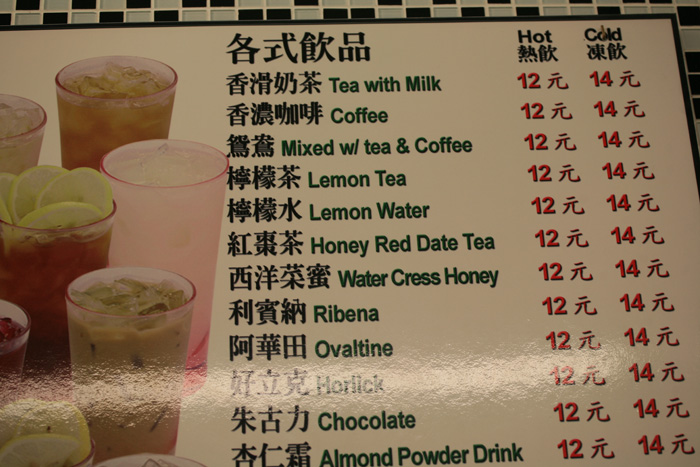 各式飲品 Hot Cold
熱飲 凍飲
香滑奶茶 Tea with Milk 12元 14元
香濃咖啡 Coffee 12元 14元
鴛鴦 Mixed w/ tea & Coffee 12元 14元
檸檬茶 Lemon Tea 12元 14元
檸檬水 Lemon Water 12元 14元
紅棗茶 Honey Red Date Tea 12元 14元
西洋菜蜜 Water Cress Honey 12元 14元
利賓納 Ribena 12元 14元
阿華田 Ovaltine 12元 14元
好立克 Horlick 12元 14元
朱古力 Chocolate 12元 14元
杏仁霜 Almond Powder Drink 12元 14元